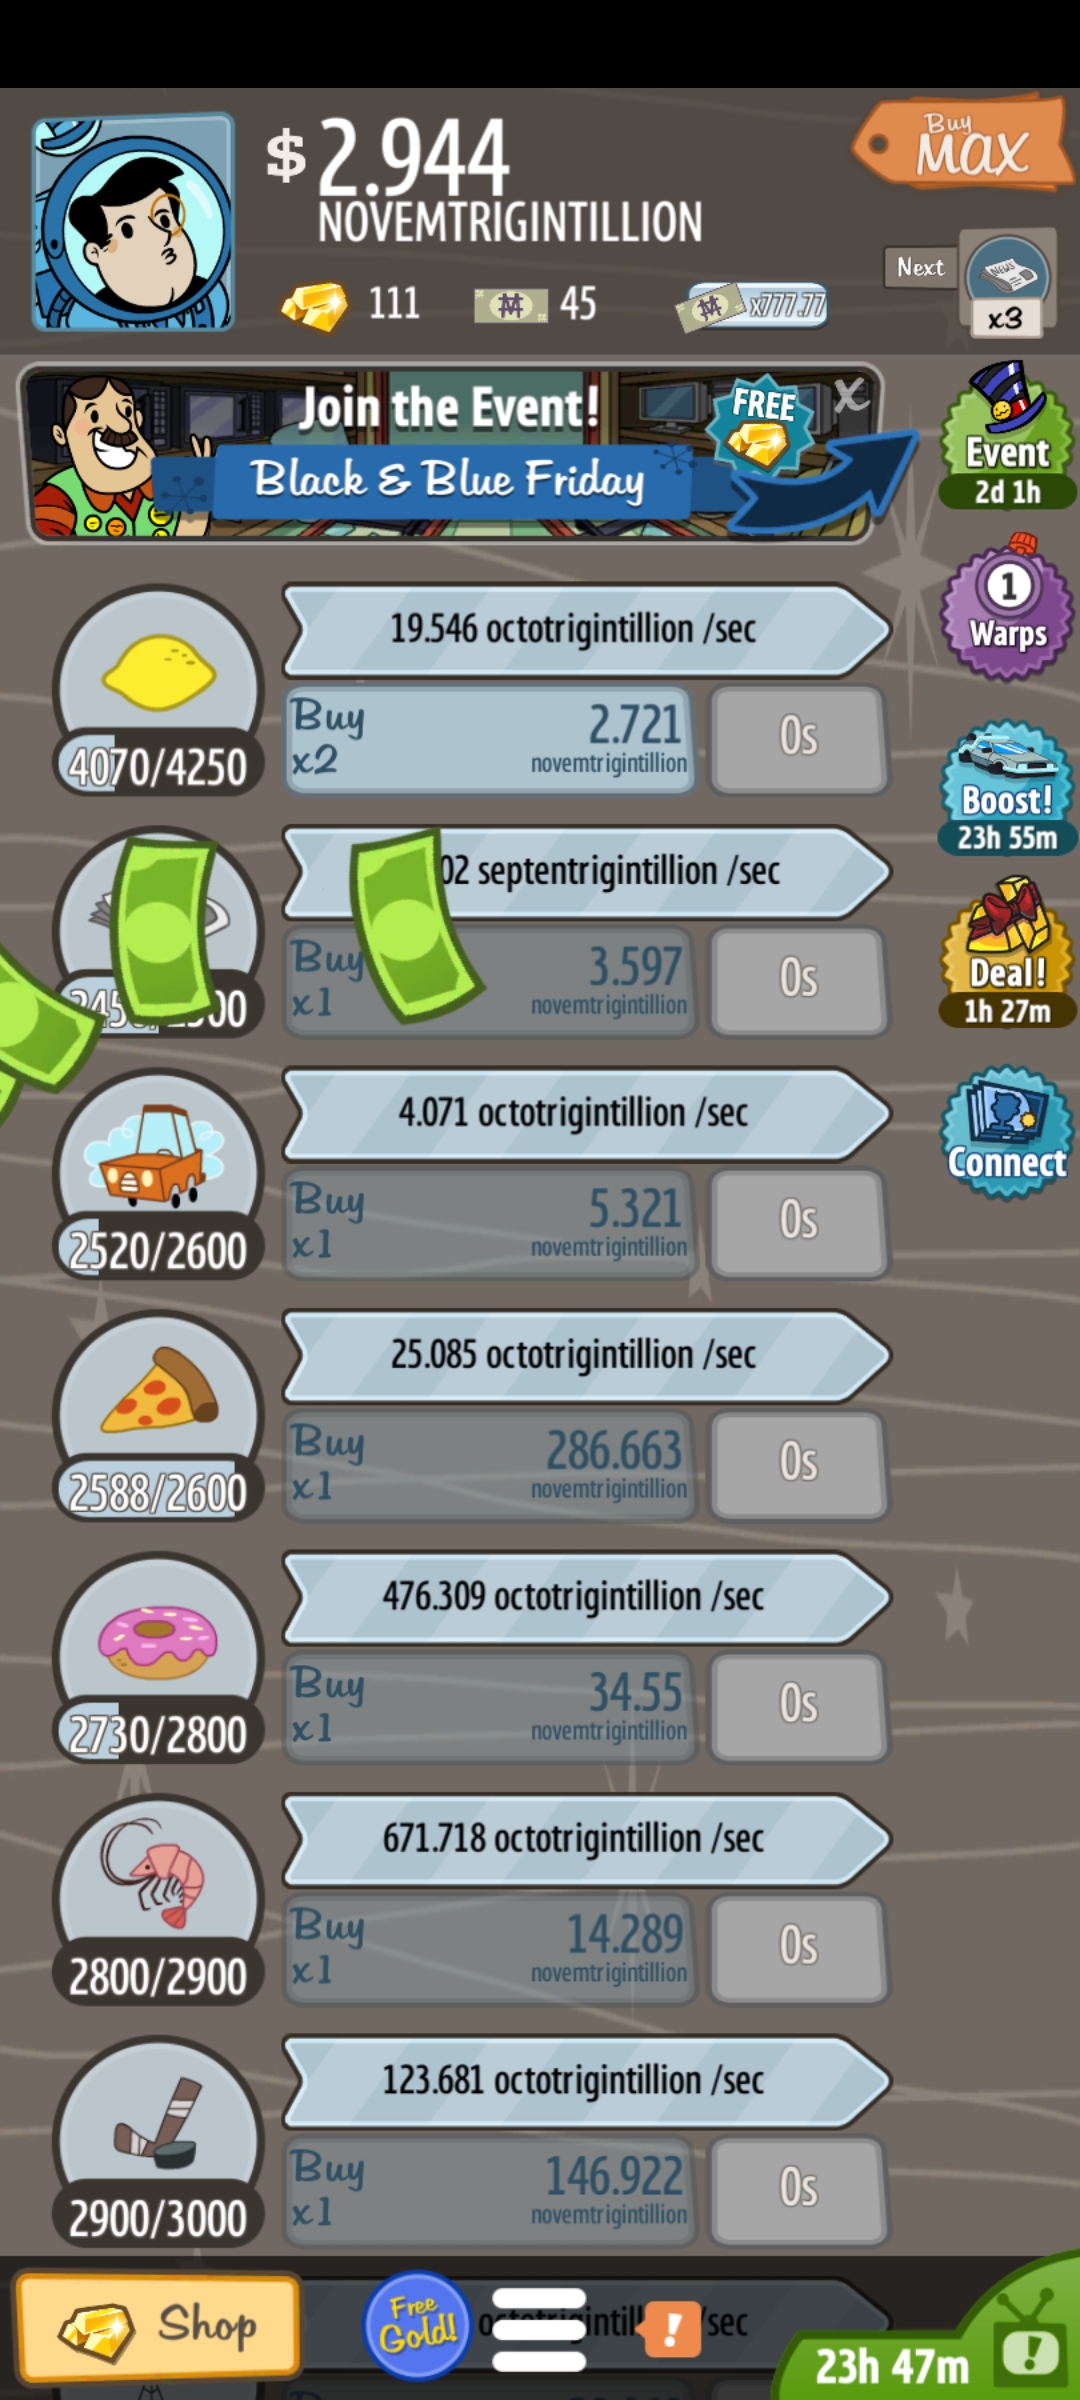 $ 2.944
NOVEMTRIGINTILLION
Buy
MAX
111
45
x777.77
Next
NEWS
x3
Join the Event!
FREE
X
Black & Blue Friday
Event
2d 1h
19.546 octotrigintillion /sec
4070/4250
Buy
x2
2.721
novemtrigintillion
0s
1
Warps
Boost!
23h 55m
02 septentrigintillion /sec
Buy
x1
3.597
novemtrigintillion
0s
Deal!
1h 27m
4.071 octotrigintillion /sec
2520/2600
Buy
x1
5.321
novemtrigintillion
0s
Connect
25.085 octotrigintillion /sec
2588/2600
Buy
x1
286.663
novemtrigintillion
0s
476.309 octotrigintillion /sec
2730/2800
Buy
x1
34.55
novemtrigintillion
0s
671.718 octotrigintillion /sec
2800/2900
Buy
x1
14.289
novemtrigintillion
0s
123.681 octotrigintillion /sec
2900/3000
Buy
x1
146.922
novemtrigintillion
0s
Shop
Free
Gold!
!
/sec
23h 47m
!
Buy